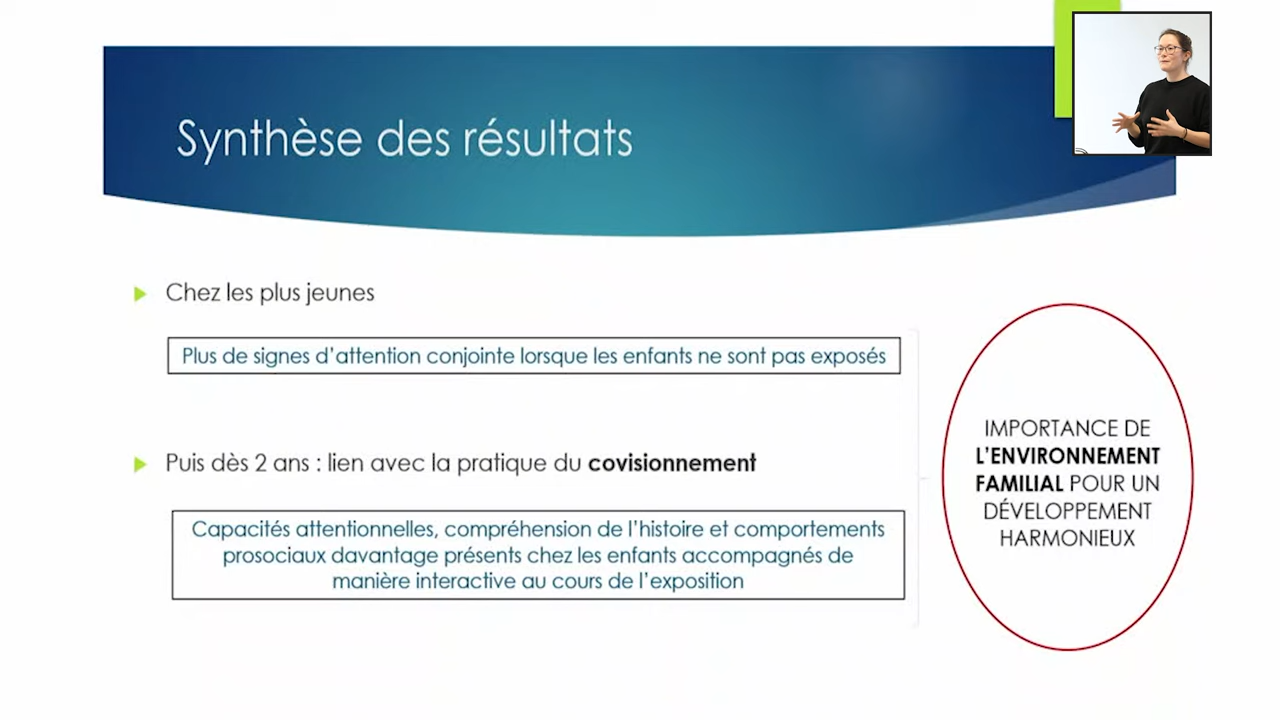 Synthèse des résultats
Chez les plus jeunes
Plus de signes d'attention conjointe lorsque les enfants ne sont pas exposés
Puis dès 2 ans : lien avec la pratique du covisionnement
Capacités attentionnelles, compréhension de l'histoire et comportements
prosociaux davantage présents chez les enfants accompagnés de
manière interactive au cours de l'exposition
IMPORTANCE DE
L'ENVIRONNEMENT
FAMILIAL POUR UN
DÉVELOPPEMENT
HARMONIEUX